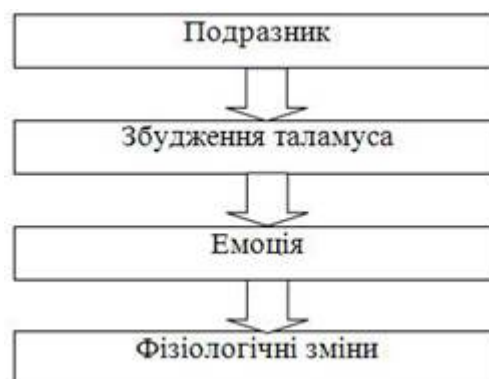 Подразник
Збудження таламуса
Емоція
Фізіологічні зміни